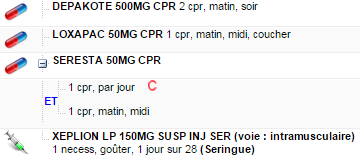 DEPAKOTE 500MG CPR 2 cpr, matin, soir
LOXAPAC 50MG CPR 1 cpr, matin, midi, coucher
SERESTA 50MG CPR
1 cpr, par jour C
ET
1 cpr, matin, midi
XEPLION LP 150MG SUSP INJ SER (voie : intramusculaire)
1 necess, goûter, 1 jour sur 28 (Seringue)